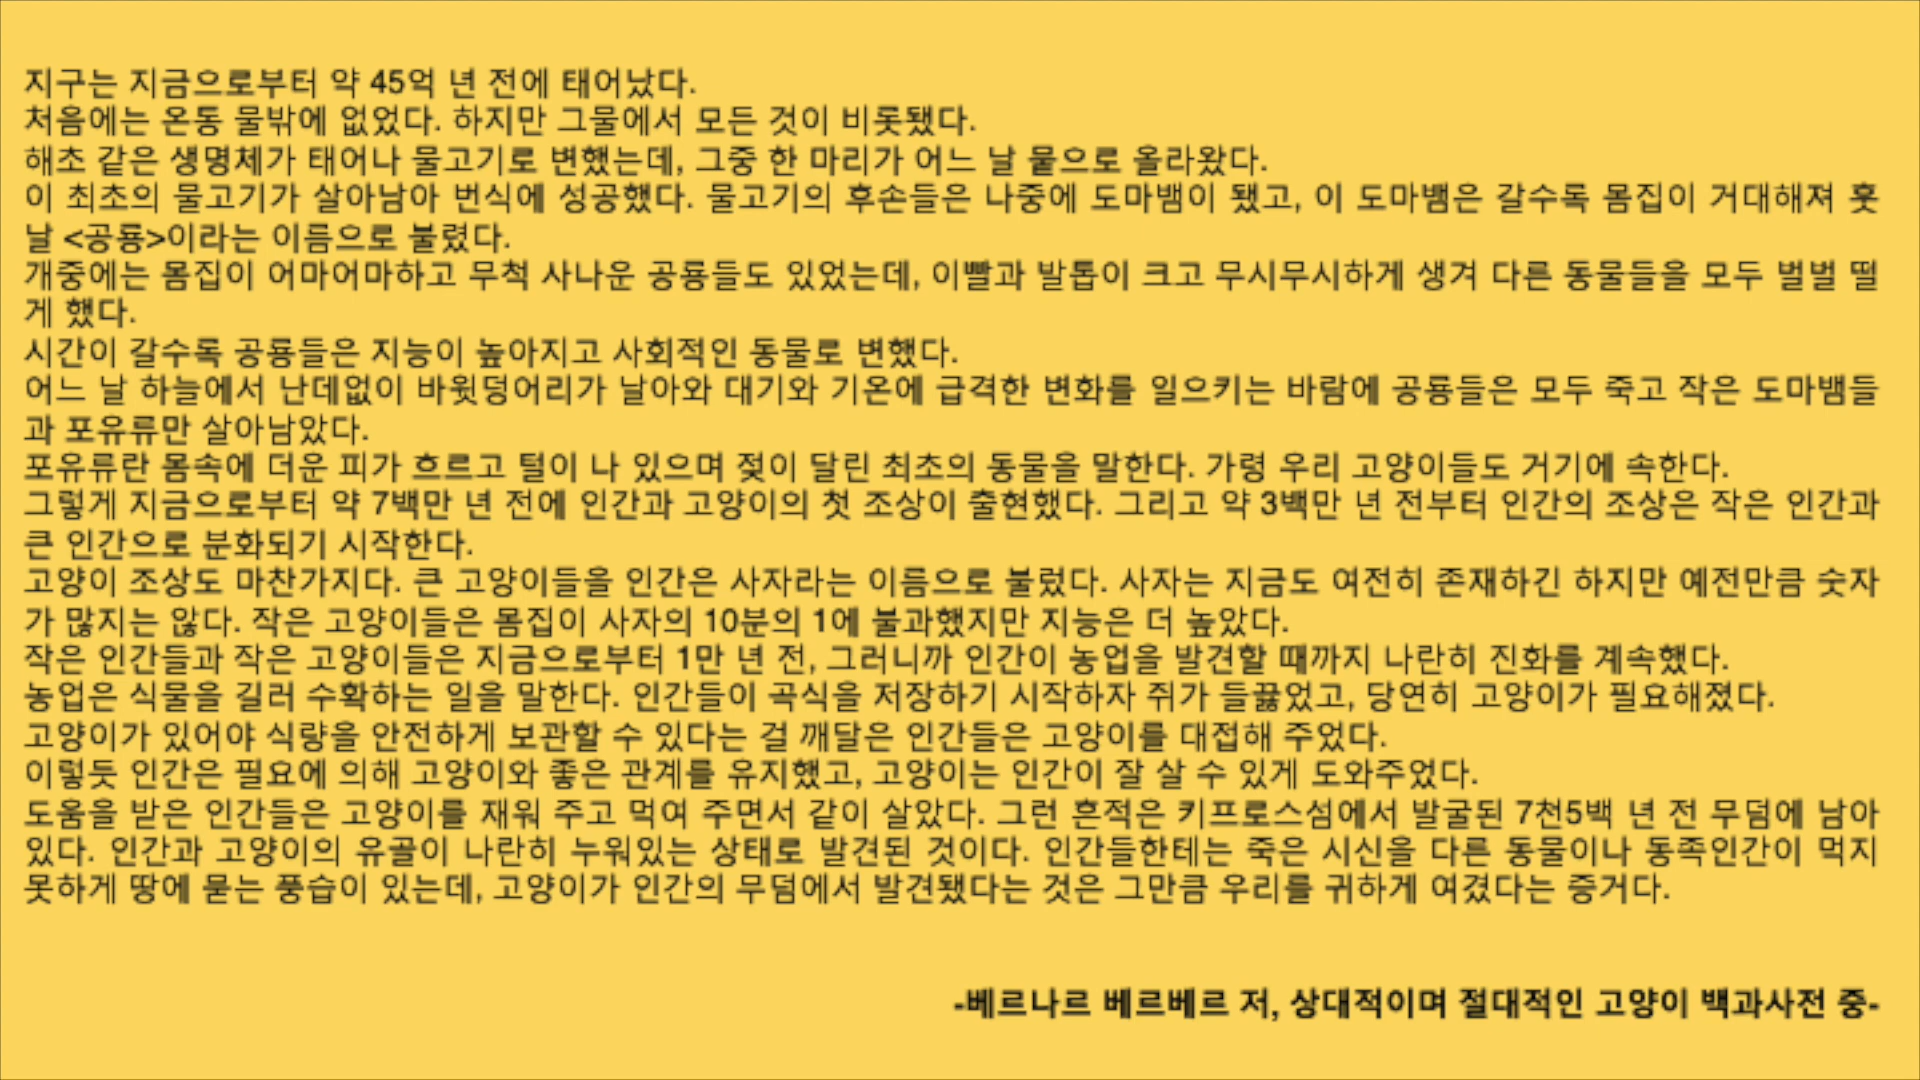 지구는 지금으로부터 약 45억 년 전에 태어났다.
처음에는 온통 물밖에 없었다. 하지만 그물에서 모든 것이 비롯됐다.
해초 같은 생명체가 태어나 물고기로 변했는데, 그중 한 마리가 어느 날 뭍으로 올라왔다.
이 최초의 물고기가 살아남아 번식에 성공했다. 물고기의 후손들은 나중에 도마뱀이 됐고, 이 도마뱀은 갈수록 몸집이 거대해져 훗
날 <공룡>이라는 이름으로 불렸다.
개중에는 몸집이 어마어마하고 무척 사나운 공룡들도 있었는데, 이빨과 발톱이 크고 무시무시하게 생겨 다른 동물들을 모두 벌벌 떨
게 했다.
시간이 갈수록 공룡들은 지능이 높아지고 사회적인 동물로 변했다.
어느 날 하늘에서 난데없이 바윗덩어리가 날아와 대기와 기온에 급격한 변화를 일으키는 바람에 공룡들은 모두 죽고 작은 도마뱀들
과 포유류만 살아남았다.
포유류란 몸속에 더운 피가 흐르고 털이 나 있으며 젖이 달린 최초의 동물을 말한다. 가령 우리 고양이들도 거기에 속한다.
그렇게 지금으로부터 약 7백만 년 전에 인간과 고양이의 첫 조상이 출현했다. 그리고 약 3백만 년 전부터 인간의 조상은 작은 인간과
큰 인간으로 분화되기 시작한다.
고양이 조상도 마찬가지다. 큰 고양이들을 인간은 사자라는 이름으로 불렀다. 사자는 지금도 여전히 존재하긴 하지만 예전만큼 숫자
가 많지는 않다. 작은 고양이들은 몸집이 사자의 10분의 1에 불과했지만 지능은 더 높았다.
작은 인간들과 작은 고양이들은 지금으로부터 1만 년 전, 그러니까 인간이 농업을 발견할 때까지 나란히 진화를 계속했다.
농업은 식물을 길러 수확하는 일을 말한다. 인간들이 곡식을 저장하기 시작하자 쥐가 들끓었고, 당연히 고양이가 필요해졌다.
고양이가 있어야 식량을 안전하게 보관할 수 있다는 걸 깨달은 인간들은 고양이를 대접해 주었다.
이렇듯 인간은 필요에 의해 고양이와 좋은 관계를 유지했고, 고양이는 인간이 잘 살 수 있게 도와주었다.
도움을 받은 인간들은 고양이를 재워 주고 먹여 주면서 같이 살았다. 그런 흔적은 키프로스섬에서 발굴된 7천5백 년 전 무덤에 남아
있다. 인간과 고양이의 유골이 나란히 누워있는 상태로 발견된 것이다. 인간들한테는 죽은 시신을 다른 동물이나 동족인간이 먹지
못하게 땅에 묻는 풍습이 있는데, 고양이가 인간의 무덤에서 발견됐다는 것은 그만큼 우리를 귀하게 여겼다는 증거다.
-베르나르 베르베르 저, 상대적이며 절대적인 고양이 백과사전 중-